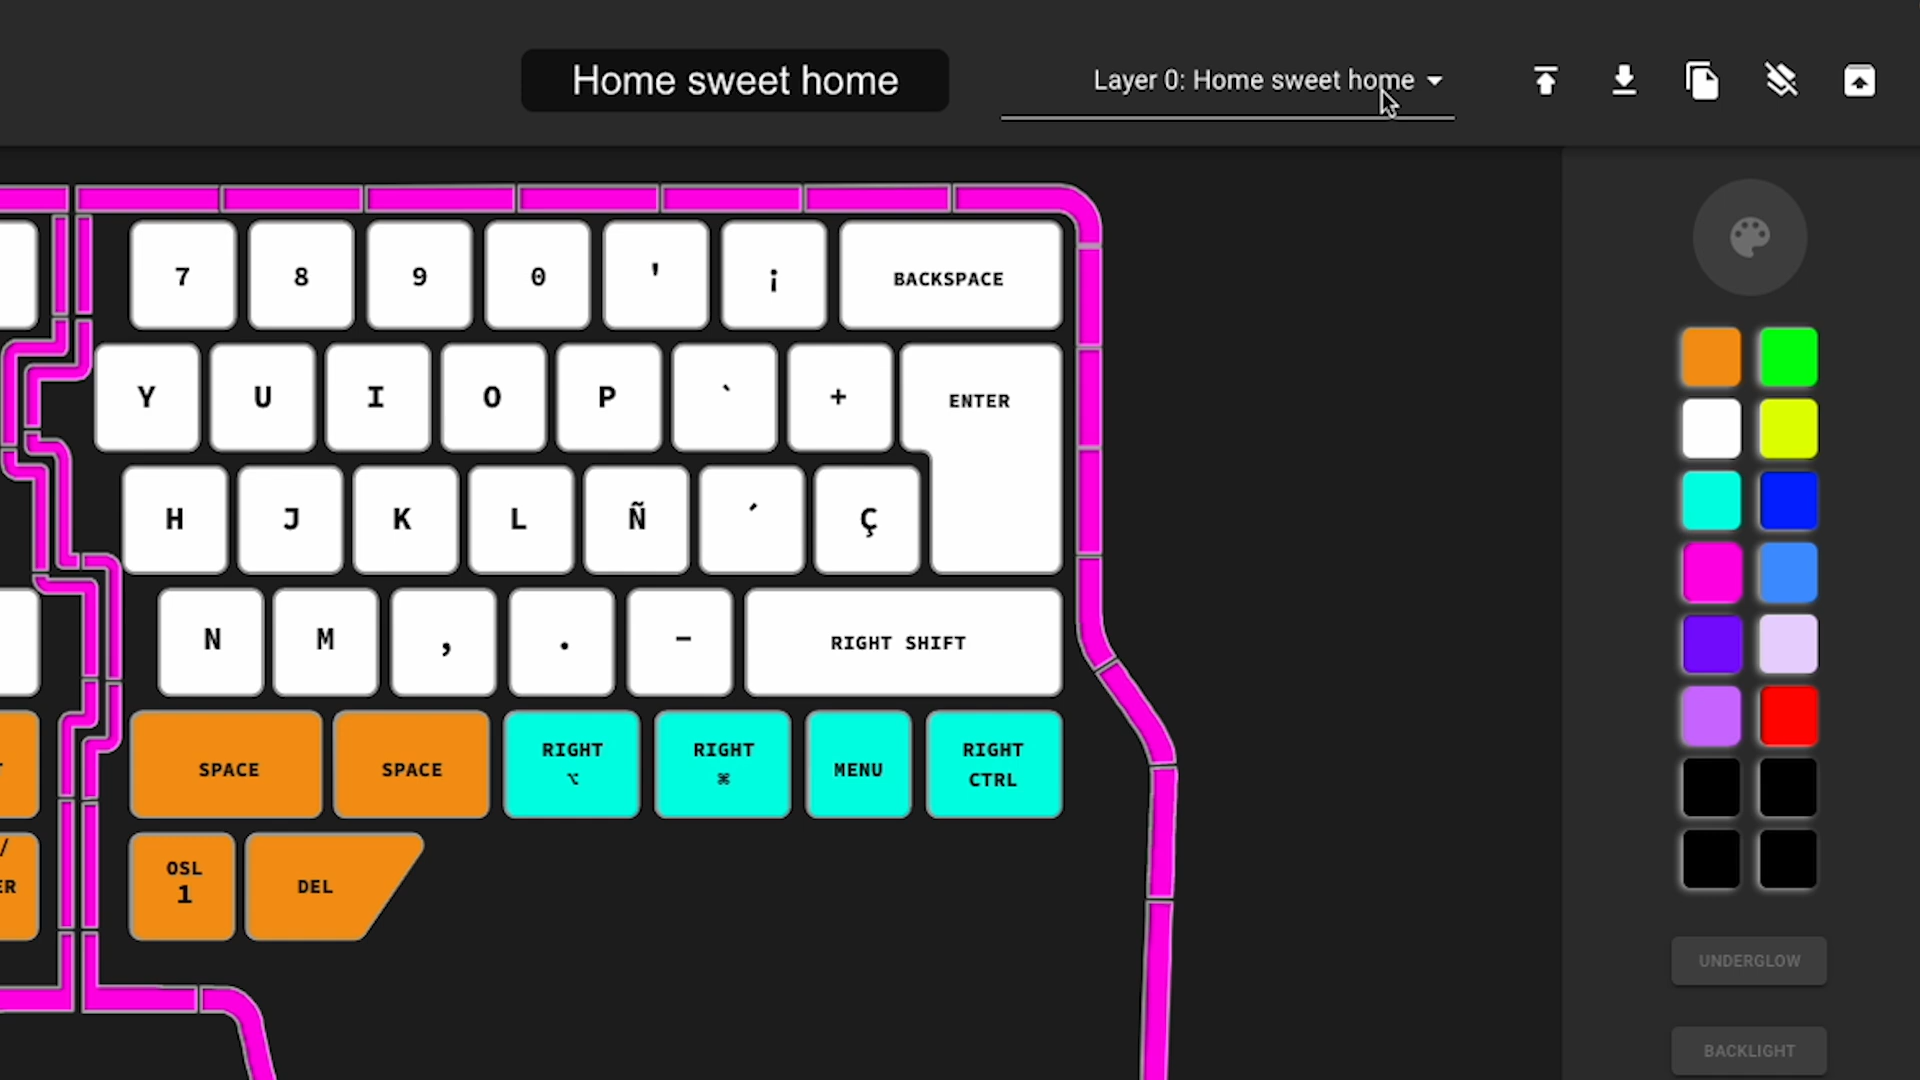 Home sweet home
Layer 0: Home sweet home
7 8 9 0 ' ¡ BACKSPACE
Y U I O P ` + ENTER
H J K L Ñ ´ Ç
N M , . - RIGHT SHIFT
SPACE SPACE RIGHT ⌥ RIGHT ⌘ MENU RIGHT CTRL
OSL 1 DEL
UNDERGLOW
BACKLIGHT